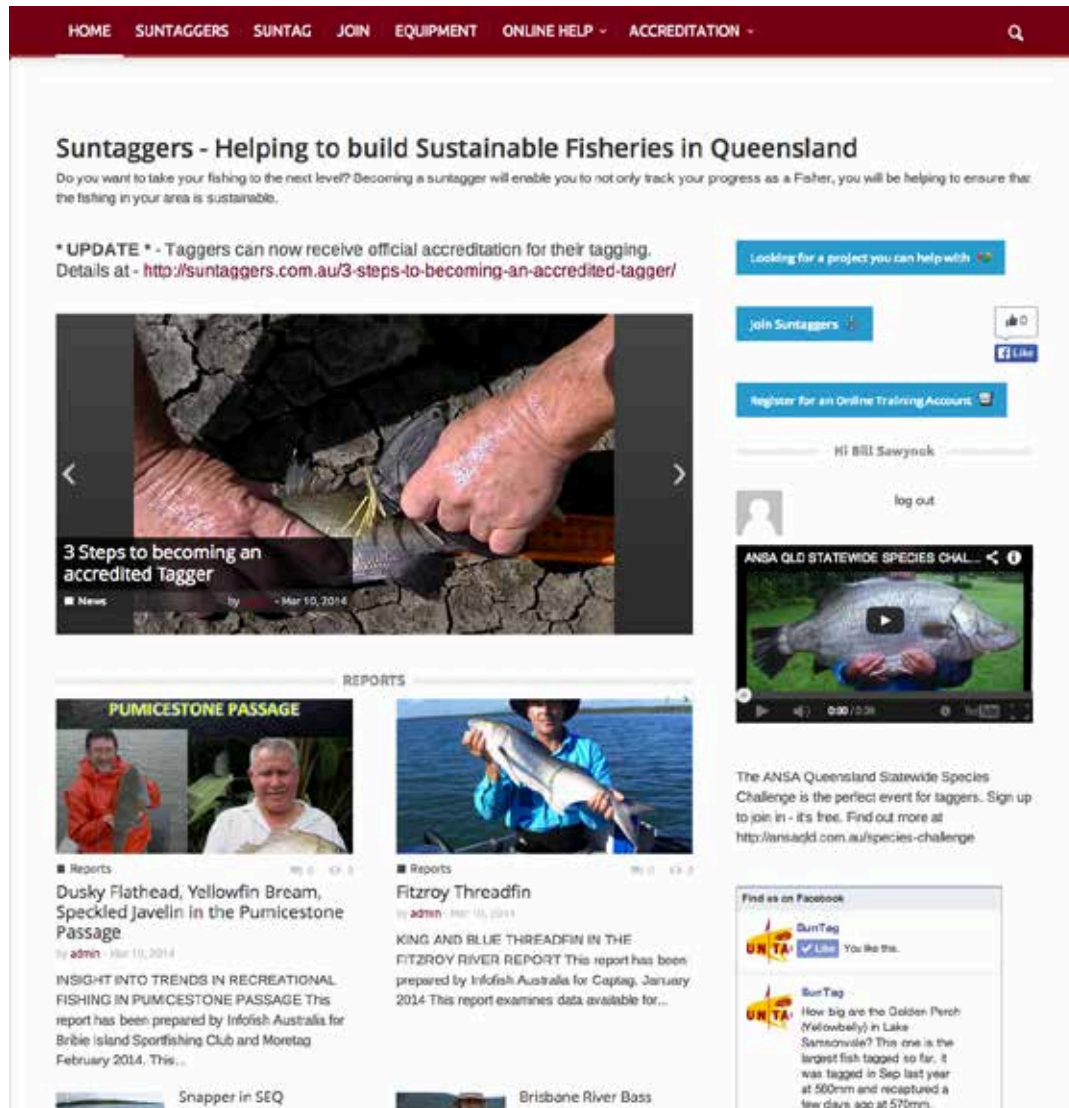 HOME SUNTAGGERS SUNTAG JOIN EQUIPMENT ONLINE HELP ACCREDITATION
Suntaggers - Helping to build Sustainable Fisheries in Queensland
Do you want to take your fishing to the next level? Becoming a suntagger will enable you to not only track your progress as a Fisher, you will be helping to ensure that
the fishing in your area is sustainable.
* UPDATE * - Taggers can now receive official accreditation for their tagging.
Details at - http://suntaggers.com.au/3-steps-to-becoming-an-accredited-tagger/
3 Steps to becoming an
accredited Tagger
News by admin - Mar 10, 2014
REPORTS
PUMICESTONE PASSAGE
Reports 0
Dusky Flathead, Yellowfin Bream,
Speckled Javelin in the Pumicestone
Passage
by admin - Mar 10, 2014
INSIGHT INTO TRENDS IN RECREATIONAL
FISHING IN PUMICESTONE PASSAGE This
report has been prepared by Infofish Australia for
Bribie Island Sportfishing Club and Moretag
February 2014. This...
Reports 0
Fitzroy Threadfin
by admin - Mar 10, 2014
KING AND BLUE THREADFIN IN THE
FITZROY RIVER REPORT This report has been
prepared by Infofish Australia for Captag. January
2014 This report examines data available for...
Snapper in SEQ
Brisbane River Bass
Looking for a project you can help with
Join Suntaggers
0
Like
Register for an Online Training Account
Hi Bill Sawynok
log out
ANSA QLD STATEWIDE SPECIES CHAL...
0:00
YouTube
The ANSA Queensland Statewide Species
Challenge is the perfect event for taggers. Sign up
to join in - it's free. Find out more at
http://ansaqld.com.au/species-challenge
Find us on Facebook
SunTag
UN TA
Like You like this.
SunTag
UN TA
How big are the Golden Perch
(Yellowbelly) in Lake
Samsonvale? This one is the
largest fish tagged so far. It
was tagged in Sep last year
at 560mm and recaptured a
few days ago at 570mm.